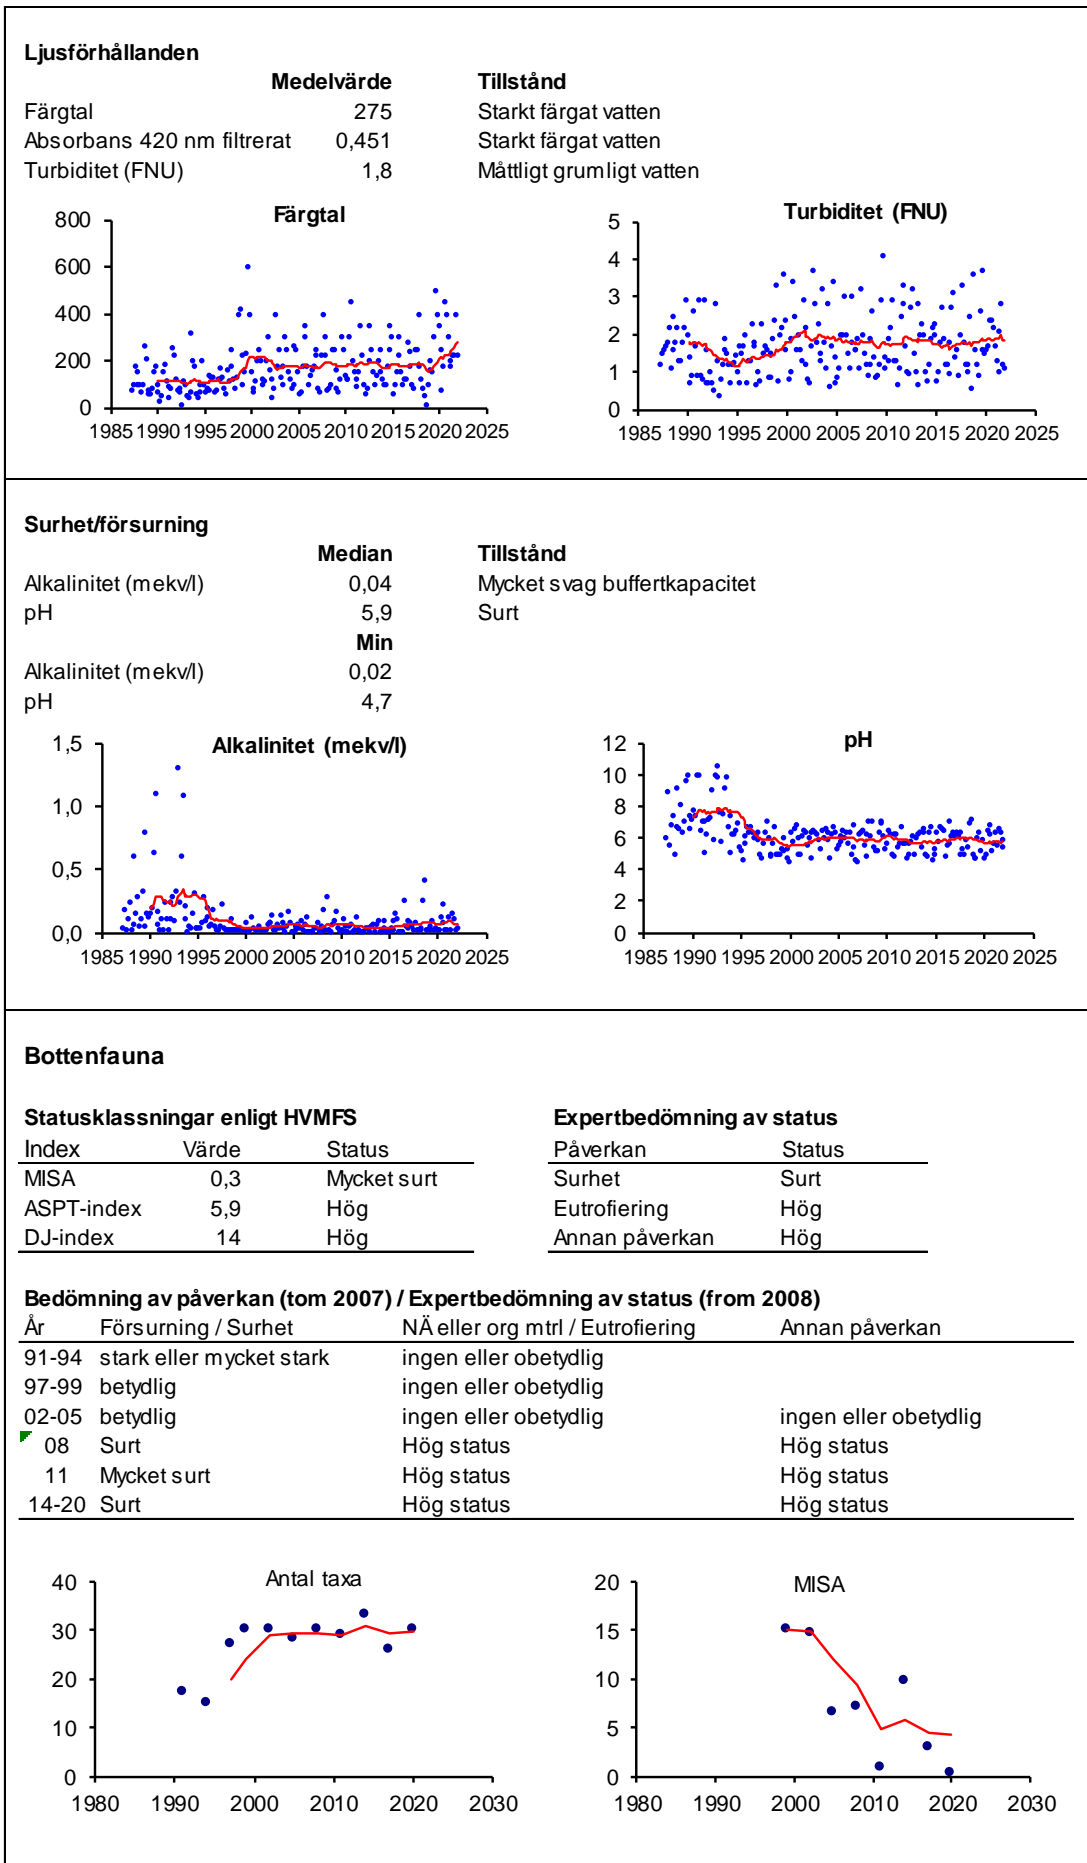 Ljusförhållanden
Medelvärde Tillstånd
Färgtal 275 Starkt färgat vatten
Absorbans 420 nm filtrerat 0,451 Starkt färgat vatten
Turbiditet (FNU) 1,8 Måttligt grumligt vatten
Färgtal
800
600
400
200
0
1985 1990 1995 2000 2005 2010 2015 2020 2025
Turbiditet (FNU)
5
4
3
2
1
0
1985 1990 1995 2000 2005 2010 2015 2020 2025
Surhet/försurning
Median Tillstånd
Alkalinitet (mekv/l) 0,04 Mycket svag buffertkapacitet
pH 5,9 Surt
Min
Alkalinitet (mekv/l) 0,02
pH 4,7
Alkalinitet (mekv/l)
1,5
1,0
0,5
0,0
1985 1990 1995 2000 2005 2010 2015 2020 2025
pH
12
10
8
6
4
2
0
1985 1990 1995 2000 2005 2010 2015 2020 2025
Bottenfauna
Statusklassningar enligt HVMFS
Index Värde Status
MISA 0,3 Mycket surt
ASPT-index 5,9 Hög
DJ-index 14 Hög
Expertbedömning av status
Påverkan Status
Surhet Surt
Eutrofiering Hög
Annan påverkan Hög
Bedömning av påverkan (tom 2007) / Expertbedömning av status (from 2008)
År Försurning / Surhet NÄ eller org mtrl / Eutrofiering Annan påverkan
91-94 stark eller mycket stark ingen eller obetydlig
97-99 betydlig ingen eller obetydlig
02-05 betydlig ingen eller obetydlig ingen eller obetydlig
08 Surt Hög status Hög status
11 Mycket surt Hög status Hög status
14-20 Surt Hög status Hög status
Antal taxa
40
30
20
10
0
1980 1990 2000 2010 2020 2030
MISA
20
15
10
5
0
1980 1990 2000 2010 2020 2030